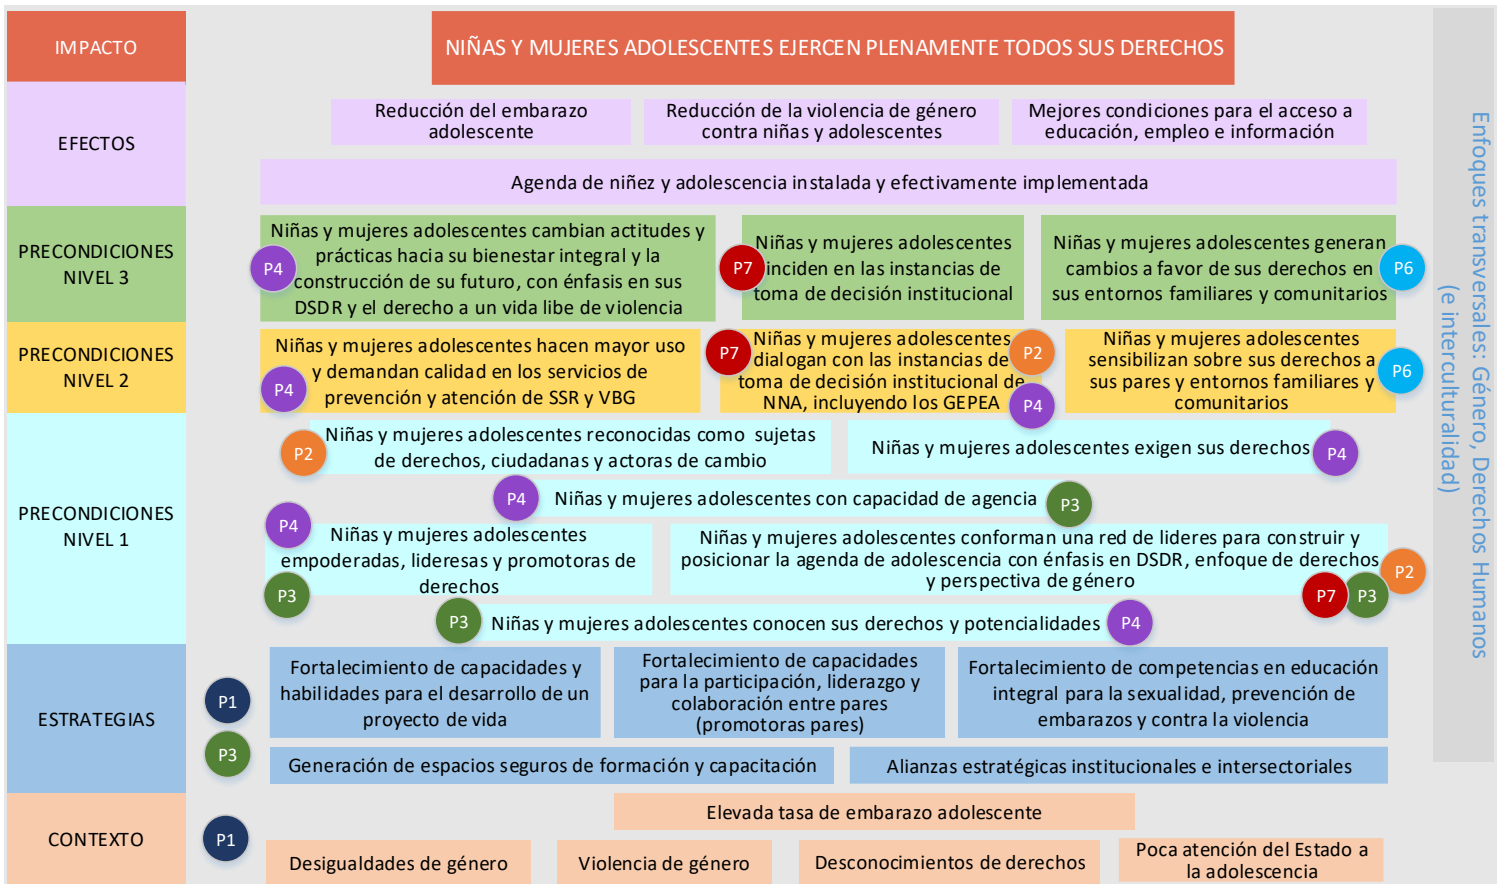 IMPACTO
NIÑAS Y MUJERES ADOLESCENTES EJERCEN PLENAMENTE TODOS SUS DERECHOS
EFECTOS
Reducción del embarazo
adolescente
Reducción de la violencia de género
contra niñas y adolescentes
Mejores condiciones para el acceso a
educación, empleo e información
Agenda de niñez y adolescencia instalada y efectivamente implementada
PRECONDICIONES
NIVEL 3
Niñas y mujeres adolescentes cambian actitudes y
prácticas hacia su bienestar integral y la
construcción de su futuro, con énfasis en sus
DSDR y el derecho a un vida libe de violencia
P4
P7
Niñas y mujeres adolescentes
inciden en las instancias de
toma de decisión institucional
Niñas y mujeres adolescentes generan
cambios a favor de sus derechos en
sus entornos familiares y comunitarios
P6
PRECONDICIONES
NIVEL 2
Niñas y mujeres adolescentes hacen mayor uso
y demandan calidad en los servicios de
prevención y atención de SSR y VBG
P4
P7
Niñas y mujeres adolescentes
dialogan con las instancias de
toma de decisión institucional de
NNA, incluyendo los GEPEA
P2
P4
Niñas y mujeres adolescentes
sensibilizan sobre sus derechos a
sus pares y entornos familiares y
comunitarios
P6
PRECONDICIONES
NIVEL 1
P2
Niñas y mujeres adolescentes reconocidas como sujetas
de derechos, ciudadanas y actoras de cambio
Niñas y mujeres adolescentes exigen sus derechos
P4
P4
Niñas y mujeres adolescentes con capacidad de agencia
P3
P4
Niñas y mujeres adolescentes
empoderadas, lideresas y promotoras de
derechos
P3
Niñas y mujeres adolescentes conforman una red de lideres para construir y
posicionar la agenda de adolescencia con énfasis en DSDR, enfoque de derechos
y perspectiva de género
P2
P7
P3
P3
Niñas y mujeres adolescentes conocen sus derechos y potencialidades
P4
ESTRATEGIAS
P1
P3
Fortalecimiento de capacidades y
habilidades para el desarrollo de un
proyecto de vida
Fortalecimiento de capacidades
para la participación, liderazgo y
colaboración entre pares
(promotoras pares)
Fortalecimiento de competencias en educación
integral para la sexualidad, prevención de
embarazos y contra la violencia
Generación de espacios seguros de formación y capacitación
Alianzas estratégicas institucionales e intersectoriales
CONTEXTO
P1
Elevada tasa de embarazo adolescente
Desigualdades de género
Violencia de género
Desconocimientos de derechos
Poca atención del Estado a
la adolescencia
Enfoques transversales: Género, Derechos Humanos
(e interculturalidad)